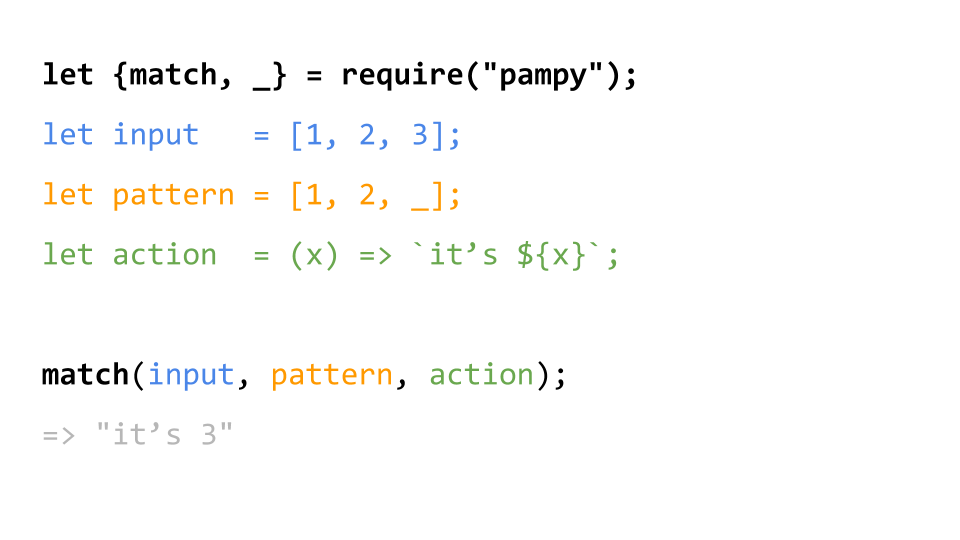 let {match, _} = require("pampy");
let input   = [1, 2, 3];
let pattern = [1, 2, _];
let action  = (x) => `it’s ${x}`;
match(input, pattern, action);
=> "it’s 3"